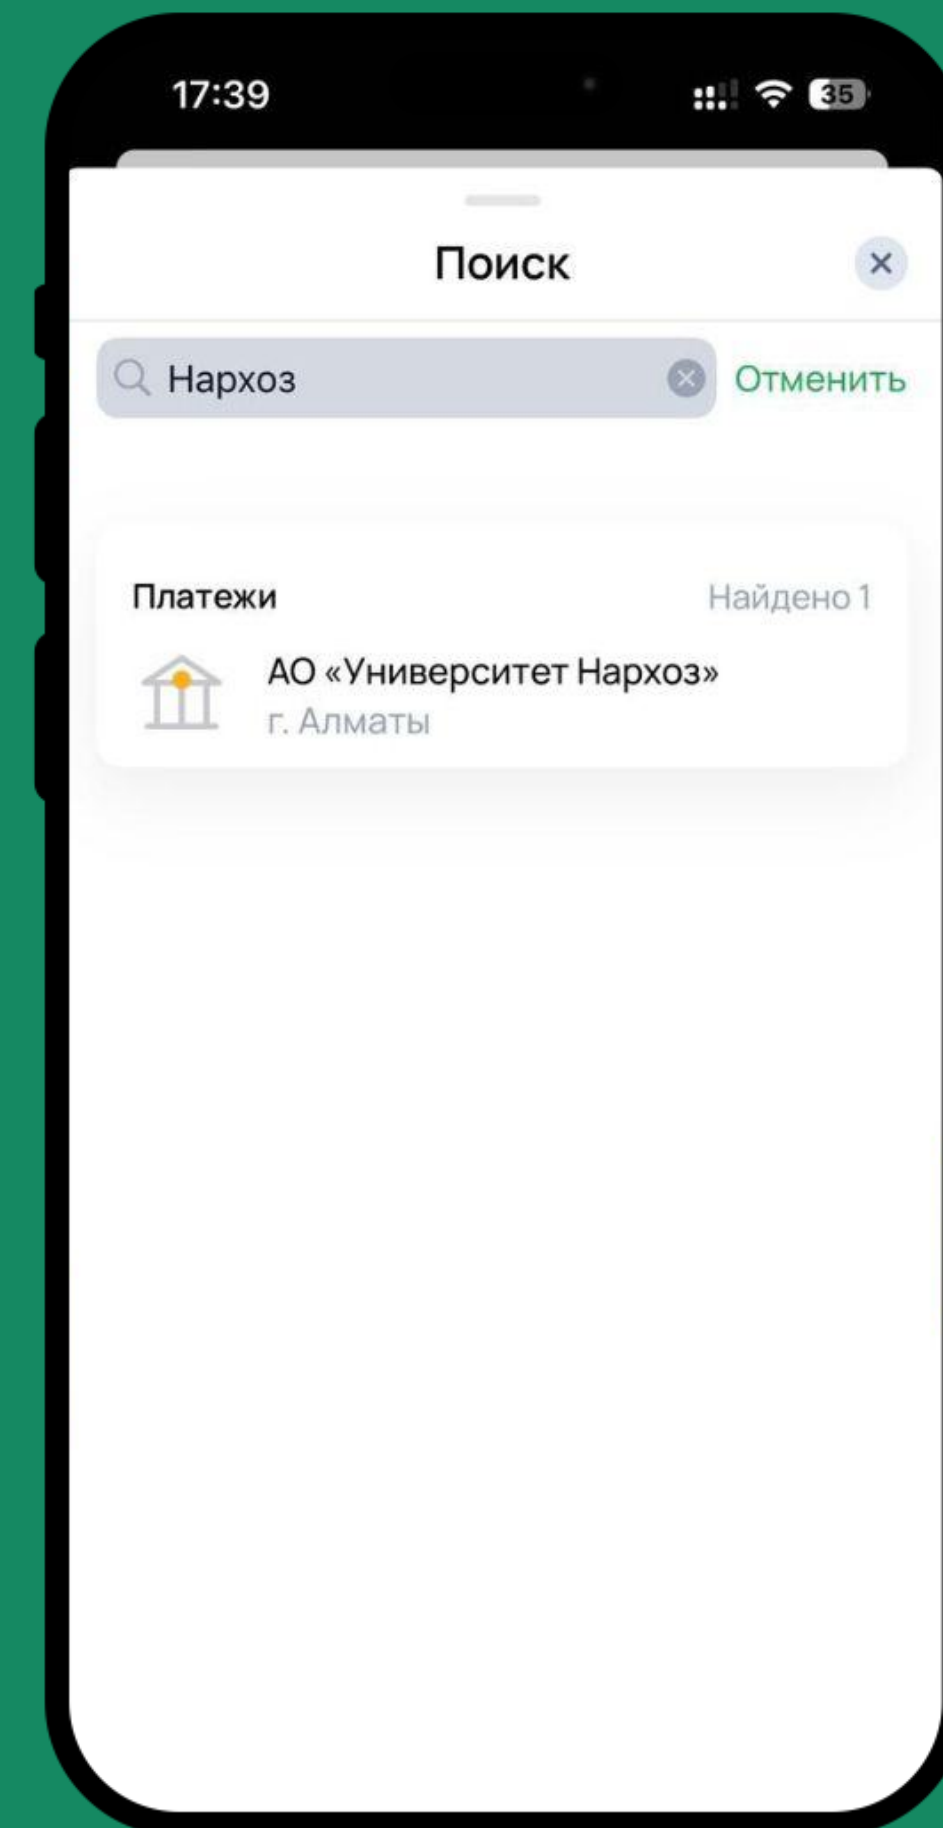 17:39
35
Поиск
Нархоз
Отменить
Платежи
Найдено 1
АО «Университет Нархоз»
г. Алматы